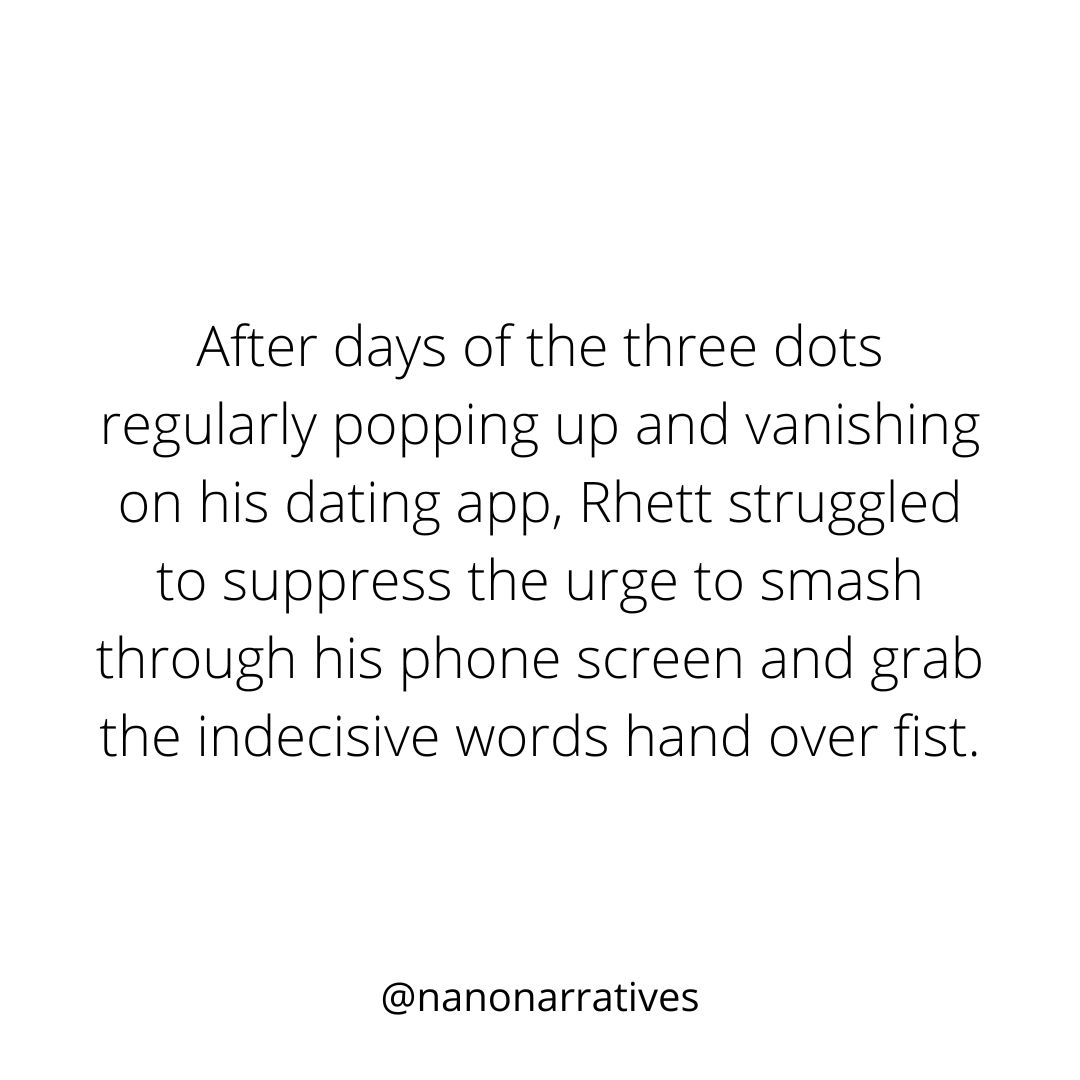 After days of the three dots
regularly popping up and vanishing
on his dating app, Rhett struggled
to suppress the urge to smash
through his phone screen and grab
the indecisive words hand over fist.
@nanonarratives